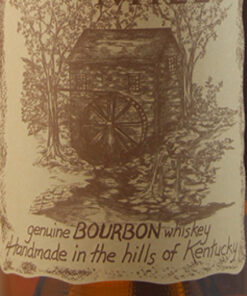 genuine BOURBON whiskey
Handmade in the hills of Kentucky